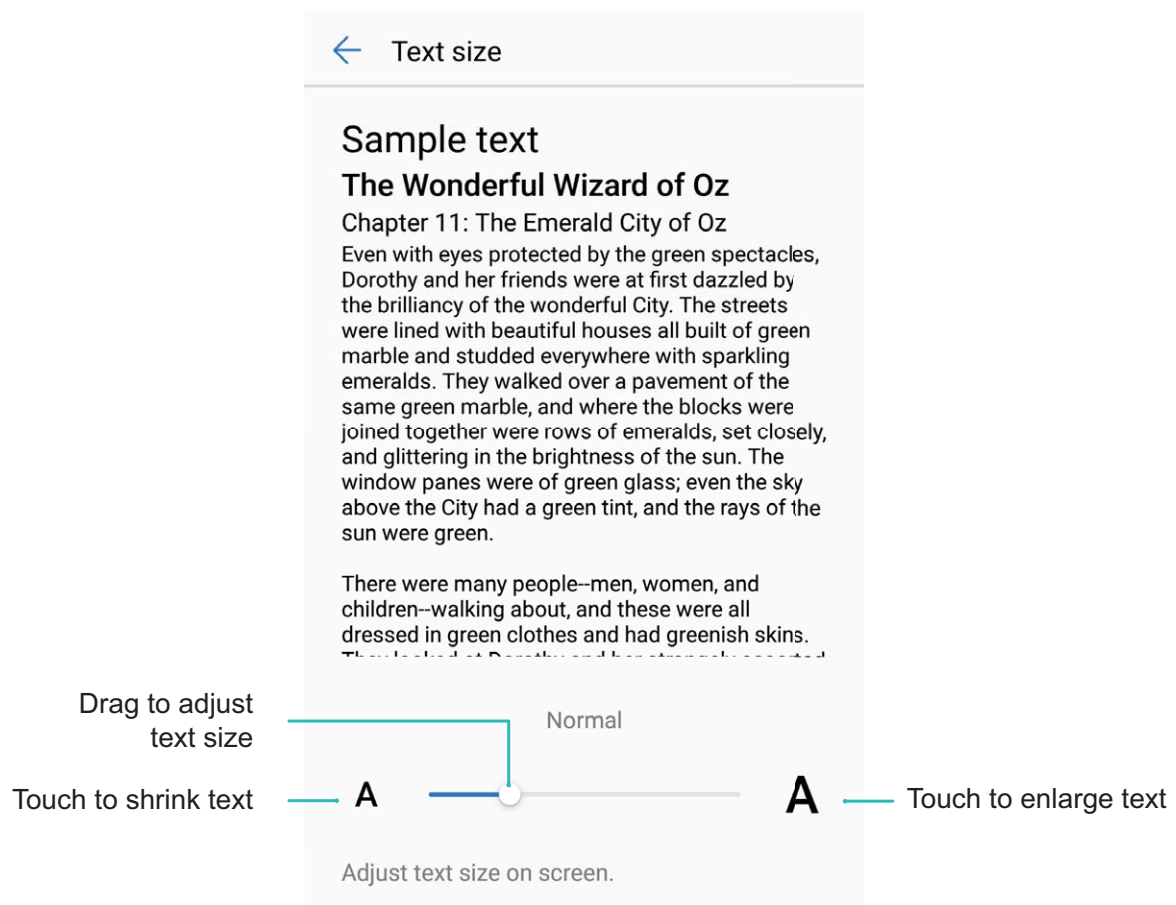 Text size
Sample text
The Wonderful Wizard of Oz
Chapter 11: The Emerald City of Oz
Even with eyes protected by the green spectacles,
Dorothy and her friends were at first dazzled by
the brilliancy of the wonderful City. The streets
were lined with beautiful houses all built of green
marble and studded everywhere with sparkling
emeralds. They walked over a pavement of the
same green marble, and where the blocks were
joined together were rows of emeralds, set closely,
and glittering in the brightness of the sun. The
window panes were of green glass; even the sky
above the City had a green tint, and the rays of the
sun were green.
There were many people--men, women, and
children--walking about, and these were all
dressed in green clothes and had greenish skins.
They looked at Dorothy and her strangely assorted
Drag to adjust
text size
Normal
Touch to shrink text
A
A
Touch to enlarge text
Adjust text size on screen.